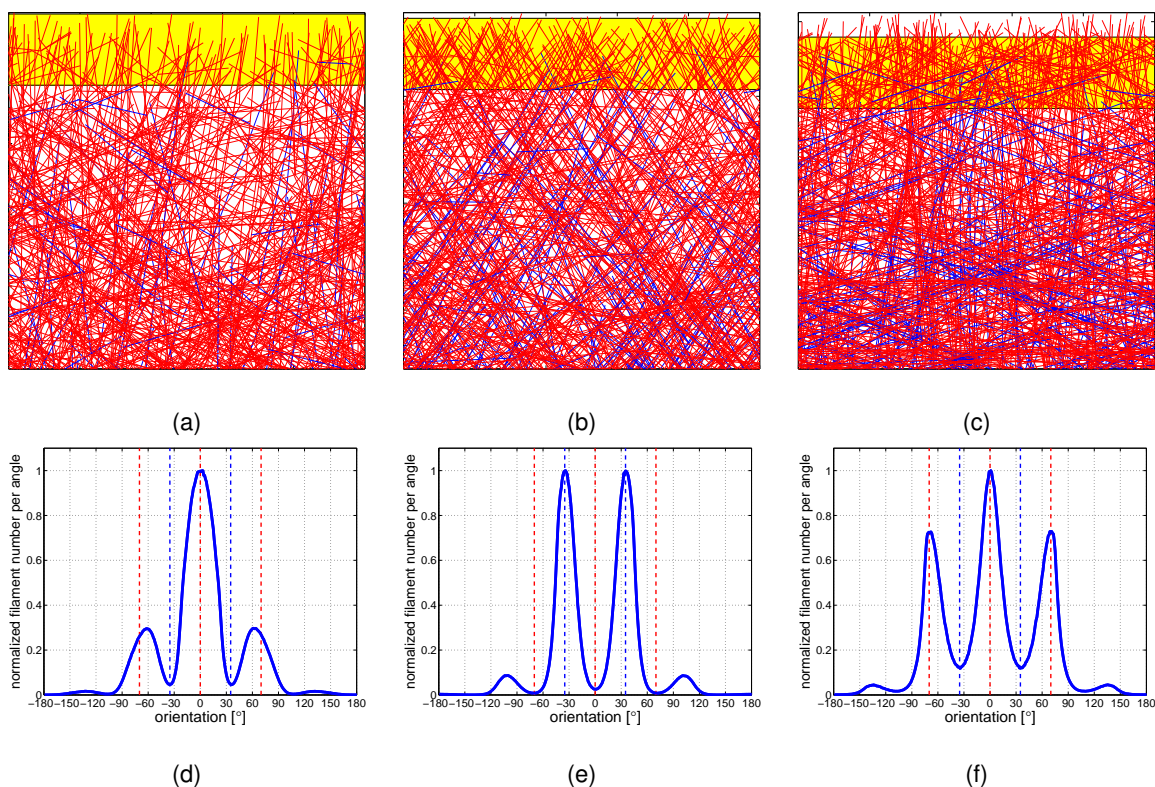 (a) (b) (c)
normalized filament number per angle
1
0.8
0.6
0.4
0.2
0
−180 −150 −120 −90 −60 −30 0 30 60 90 120 150 180
orientation [°]
(d)
normalized filament number per angle
1
0.8
0.6
0.4
0.2
0
−180 −150 −120 −90 −60 −30 0 30 60 90 120 150 180
orientation [°]
(e)
normalized filament number per angle
1
0.8
0.6
0.4
0.2
0
−180 −150 −120 −90 −60 −30 0 30 60 90 120 150 180
orientation [°]
(f)